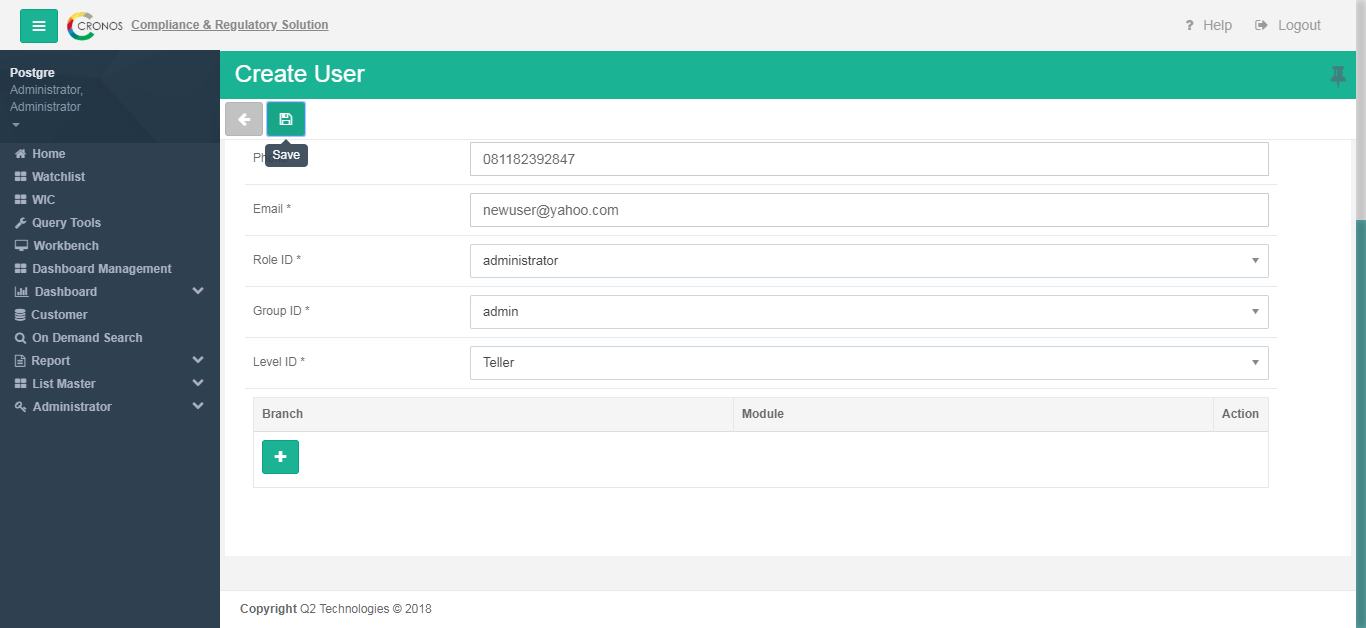 CRONOS Compliance & Regulatory Solution
? Help Logout
Postgre
Administrator,
Administrator
Home
Watchlist
WIC
Query Tools
Workbench
Dashboard Management
Dashboard
Customer
On Demand Search
Report
List Master
Administrator
Create User
Save
081182392847
Email * newuser@yahoo.com
Role ID * administrator
Group ID * admin
Level ID * Teller
Branch Module Action
Copyright Q2 Technologies © 2018